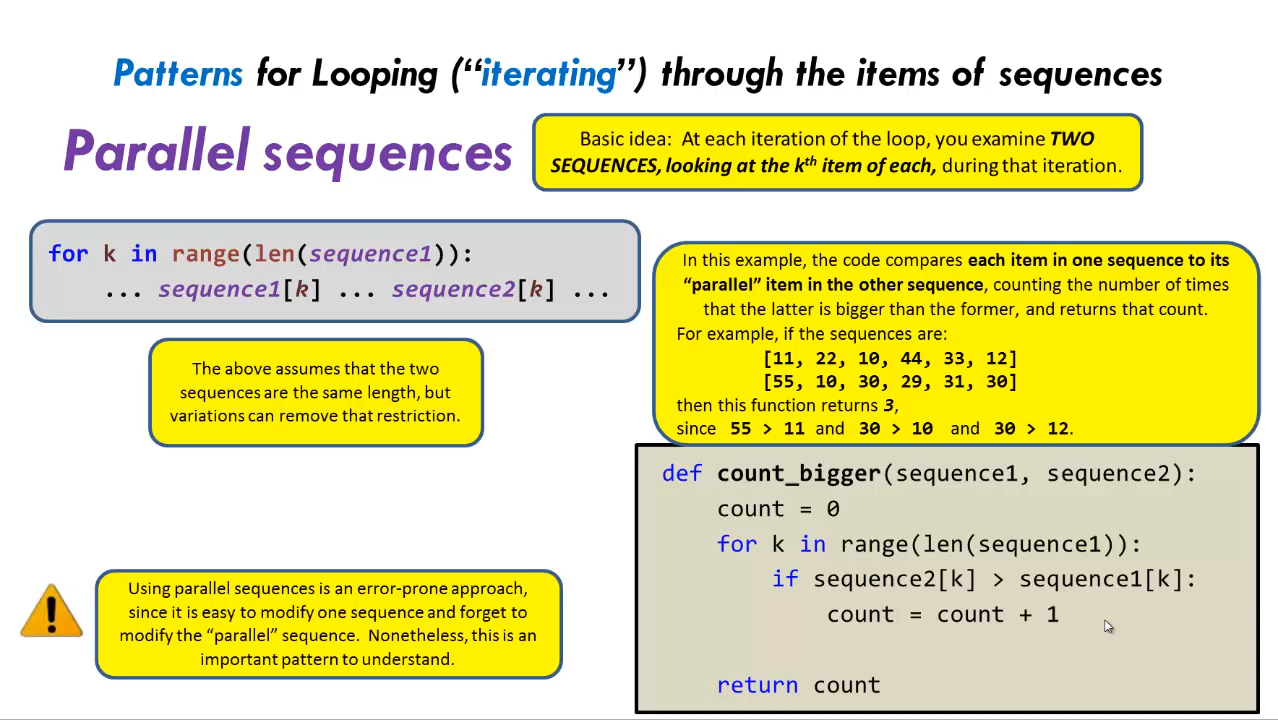 Patterns for Looping (“iterating”) through the items of sequences
Parallel sequences
Basic idea: At each iteration of the loop, you examine TWO
SEQUENCES, looking at the kth item of each, during that iteration.
for k in range(len(sequence1)):
    ... sequence1[k] ... sequence2[k] ...
The above assumes that the two
sequences are the same length, but
variations can remove that restriction.
In this example, the code compares each item in one sequence to its
“parallel” item in the other sequence, counting the number of times
that the latter is bigger than the former, and returns that count.
For example, if the sequences are:
[11, 22, 10, 44, 33, 12]
[55, 10, 30, 29, 31, 30]
then this function returns 3,
since 55 > 11 and 30 > 10 and 30 > 12.
def count_bigger(sequence1, sequence2):
    count = 0
    for k in range(len(sequence1)):
        if sequence2[k] > sequence1[k]:
            count = count + 1
    return count
Using parallel sequences is an error-prone approach,
since it is easy to modify one sequence and forget to
modify the “parallel” sequence. Nonetheless, this is an
important pattern to understand.